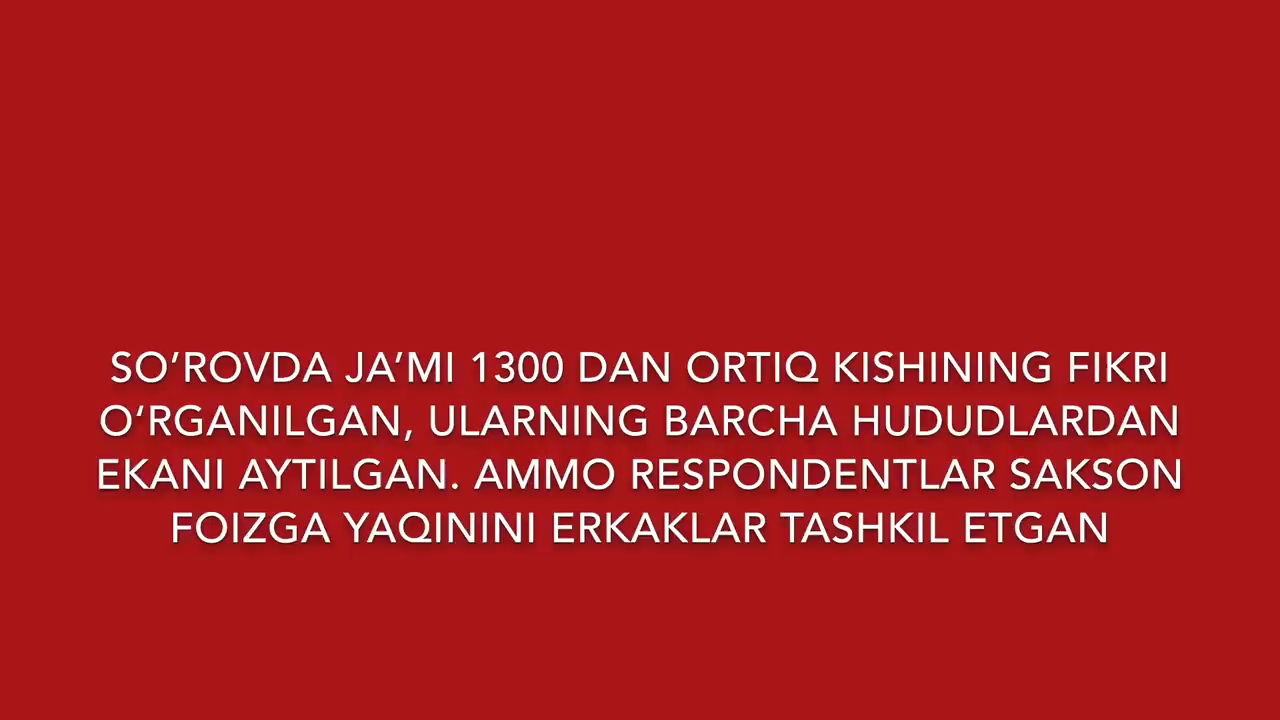 SO’ROVDA JA’MI 1300 DAN ORTIQ KISHINING FIKRI
O‘RGANILGAN, ULARNING BARCHA HUDUDLARDAN
EKANI AYTILGAN. AMMO RESPONDENTLAR SAKSON
FOIZGA YAQININI ERKAKLAR TASHKIL ETGAN